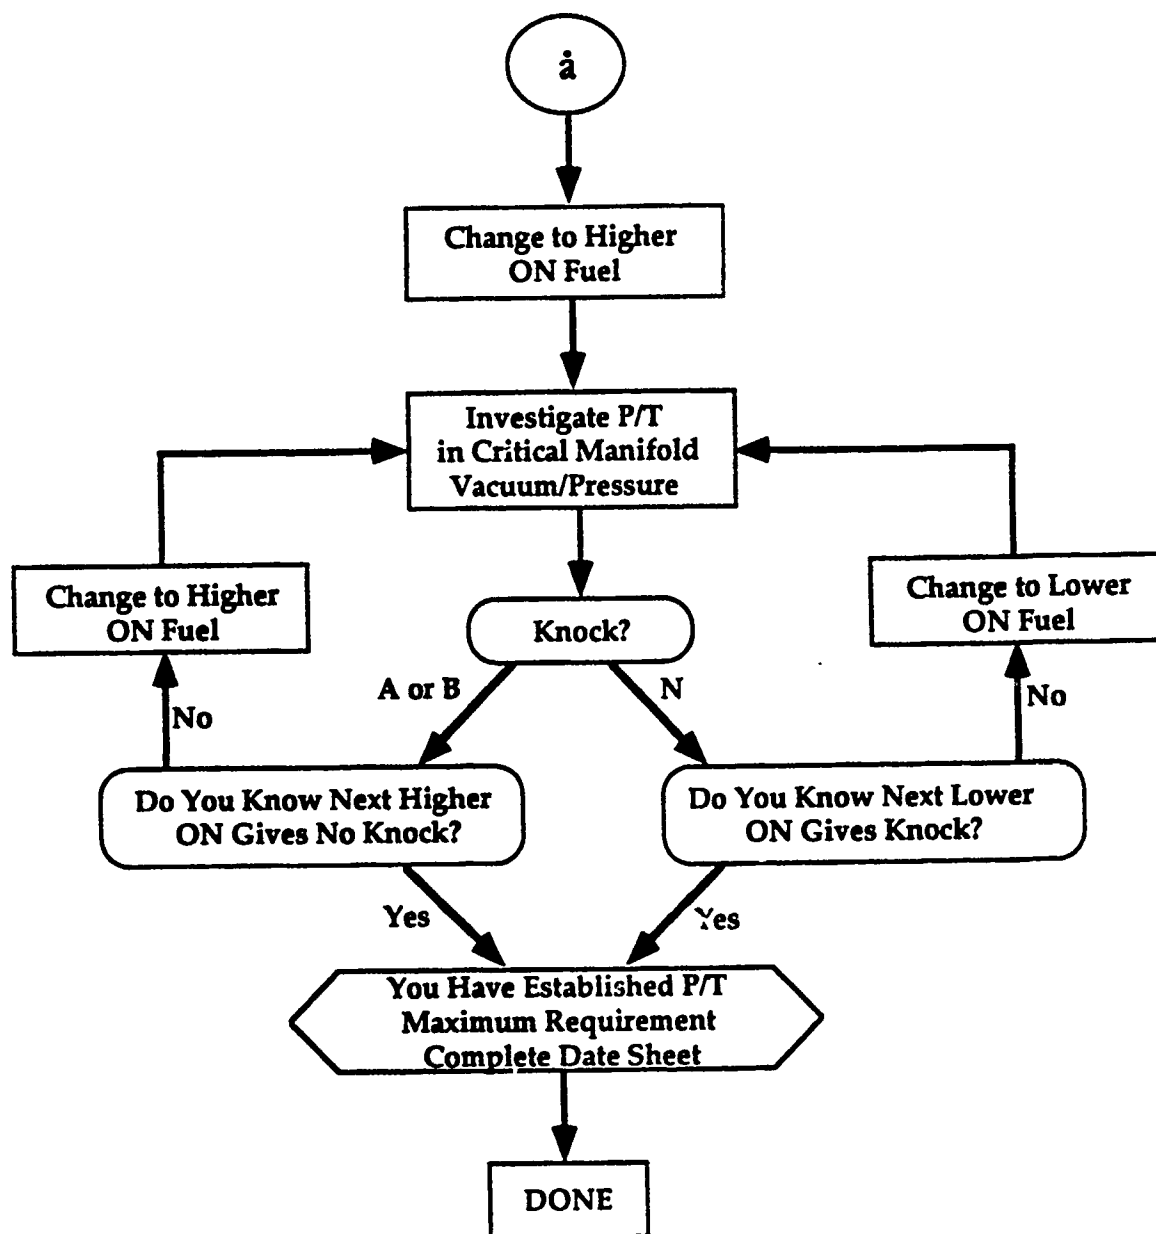 å
Change to Higher
ON Fuel
Investigate P/T
in Critical Manifold
Vacuum/Pressure
Change to Higher
ON Fuel
Change to Lower
ON Fuel
Knock?
A or B
N
No
No
Do You Know Next Higher
ON Gives No Knock?
Do You Know Next Lower
ON Gives Knock?
Yes
Yes
You Have Established P/T
Maximum Requirement
Complete Date Sheet
DONE